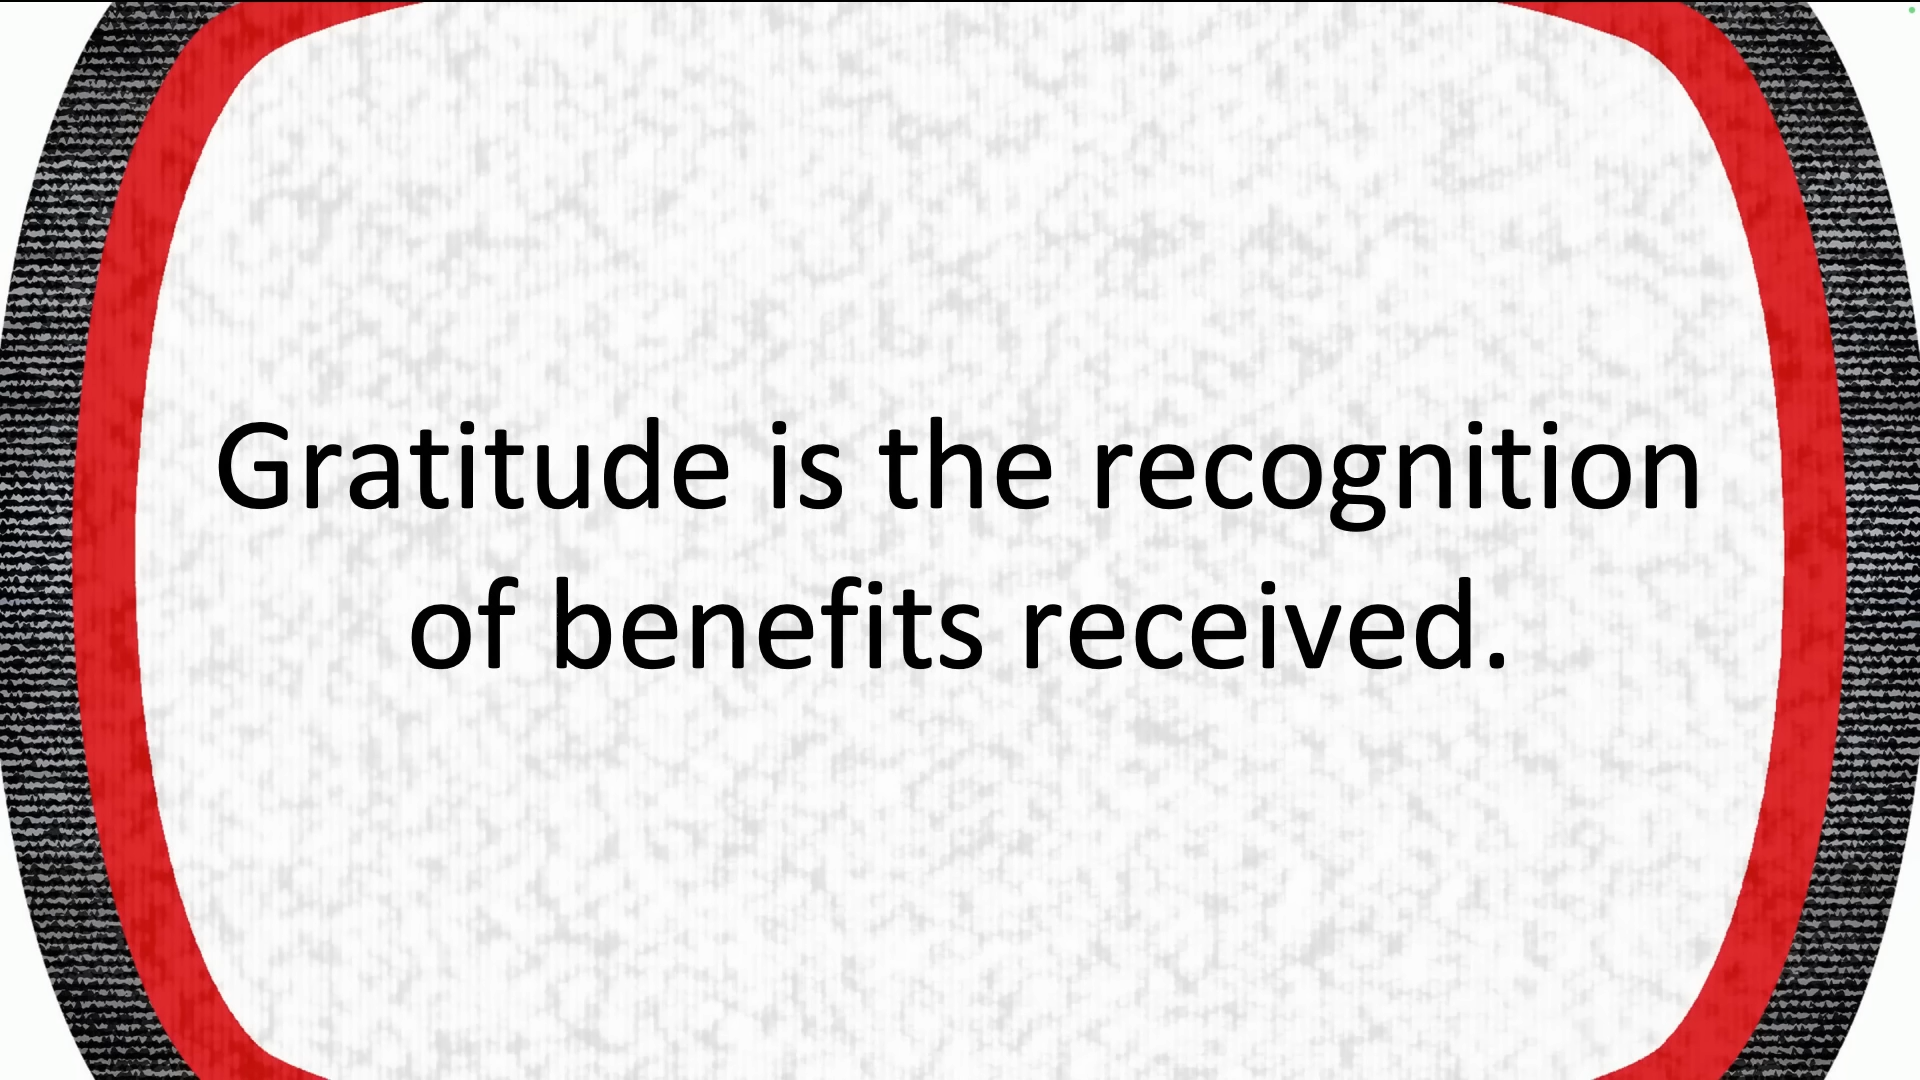 Gratitude is the recognition
of benefits received.